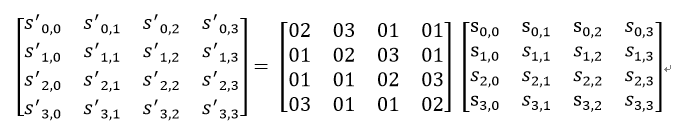 s'0,0 s'0,1 s'0,2 s'0,3 02 03 01 01 s0,0 s0,1 s0,2 s0,3
s'1,0 s'1,1 s'1,2 s'1,3 = 01 02 03 01 s1,0 s1,1 s1,2 s1,3
s'2,0 s'2,1 s'2,2 s'2,3 01 01 02 03 s2,0 s2,1 s2,2 s2,3
s'3,0 s'3,1 s'3,2 s'3,3 03 01 01 02 s3,0 s3,1 s3,2 s3,3